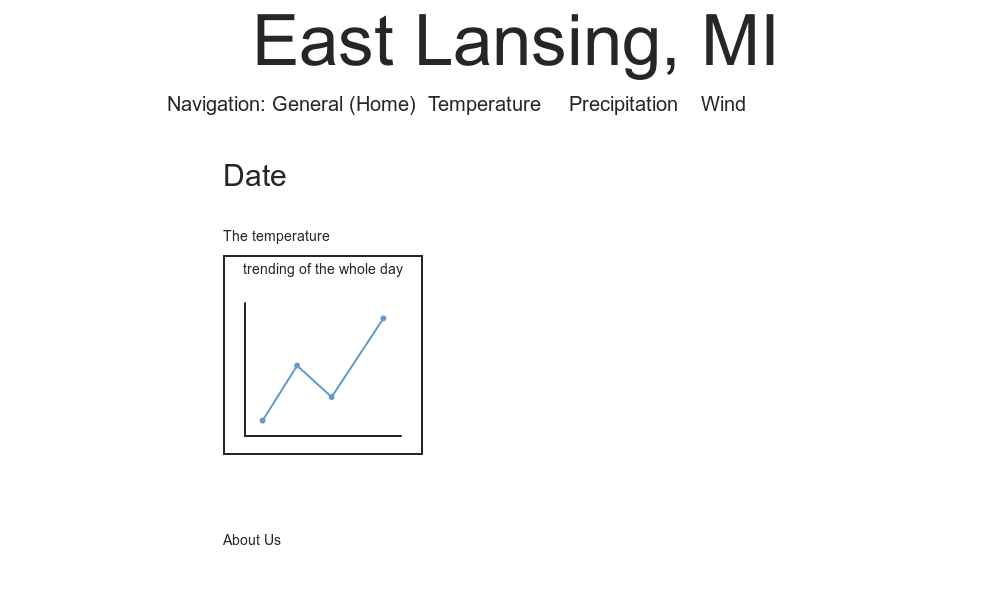 East Lansing, MI
Navigation: General (Home) Temperature Precipitation Wind
Date
The temperature
trending of the whole day
About Us